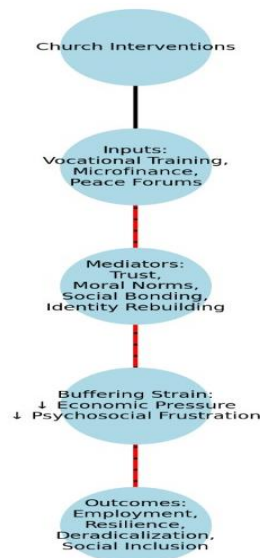 Church Interventions
Inputs:
Vocational Training,
Microfinance,
Peace Forums
Mediators:
Trust,
Moral Norms,
Social Bonding,
Identity Rebuilding
Buffering Strain:
↓ Economic Pressure
↓ Psychosocial Frustration
Outcomes:
Employment,
Resilience,
Deradicalization,
Social Inclusion